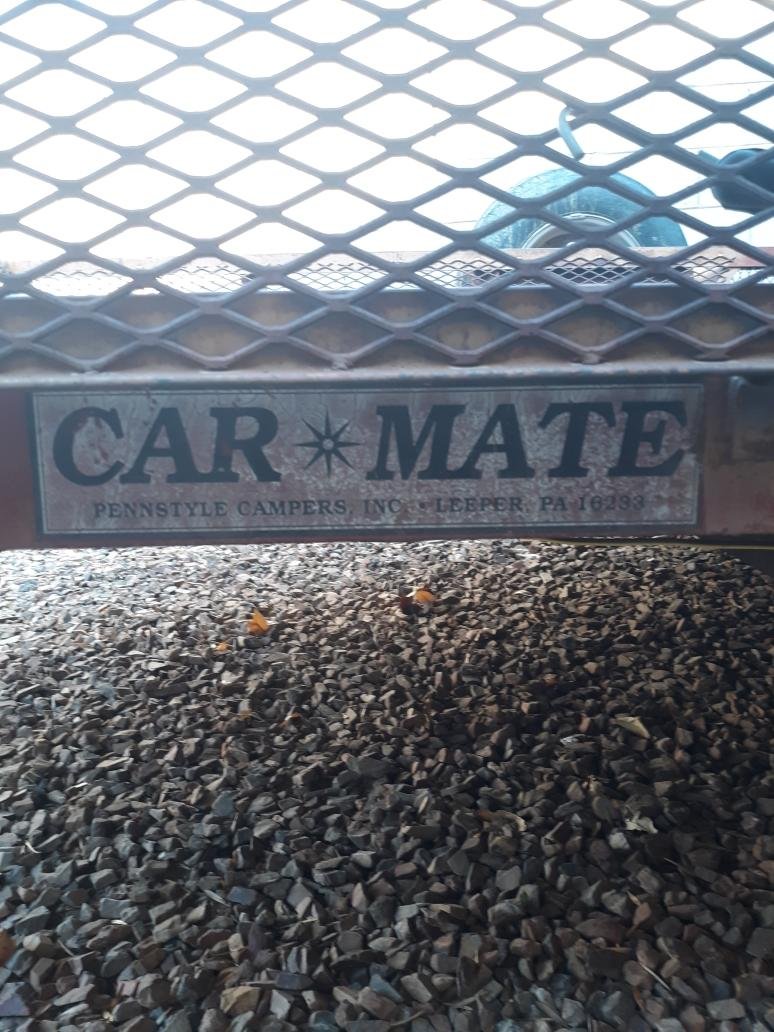 CAR MATE
PENNSTYLE CAMPERS, INC. • LEEPER, PA 16233